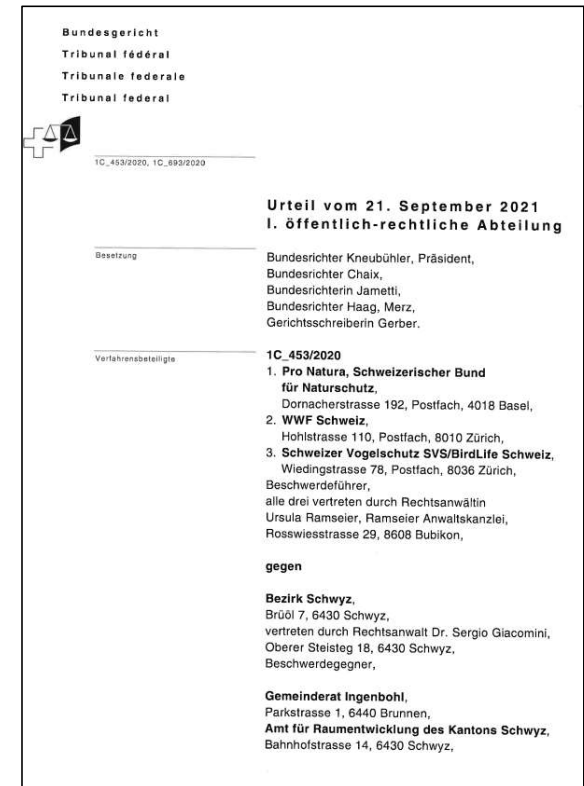 Bundesgericht
Tribunal fédéral
Tribunale federale
Tribunal federal
1C_453/2020, 1C_693/2020
Urteil vom 21. September 2021
I. öffentlich-rechtliche Abteilung
Besetzung
Bundesrichter Kneubühler, Präsident,
Bundesrichter Chaix,
Bundesrichterin Jametti,
Bundesrichter Haag, Merz,
Gerichtsschreiberin Gerber.
Verfahrensbeteiligte
1C_453/2020
1. Pro Natura, Schweizerischer Bund
für Naturschutz,
Dornacherstrasse 192, Postfach, 4018 Basel,
2. WWF Schweiz,
Hohlstrasse 110, Postfach, 8010 Zürich,
3. Schweizer Vogelschutz SVS/BirdLife Schweiz,
Wiedingstrasse 78, Postfach, 8036 Zürich,
Beschwerdeführer,
alle drei vertreten durch Rechtsanwältin
Ursula Ramseier, Ramseier Anwaltskanzlei,
Rosswiesstrasse 29, 8608 Bubikon,
gegen
Bezirk Schwyz,
Brüöl 7, 6430 Schwyz,
vertreten durch Rechtsanwalt Dr. Sergio Giacomini,
Oberer Steisteg 18, 6430 Schwyz,
Beschwerdegegner,
Gemeinderat Ingenbohl,
Parkstrasse 1, 6440 Brunnen,
Amt für Raumentwicklung des Kantons Schwyz,
Bahnhofstrasse 14, 6430 Schwyz,